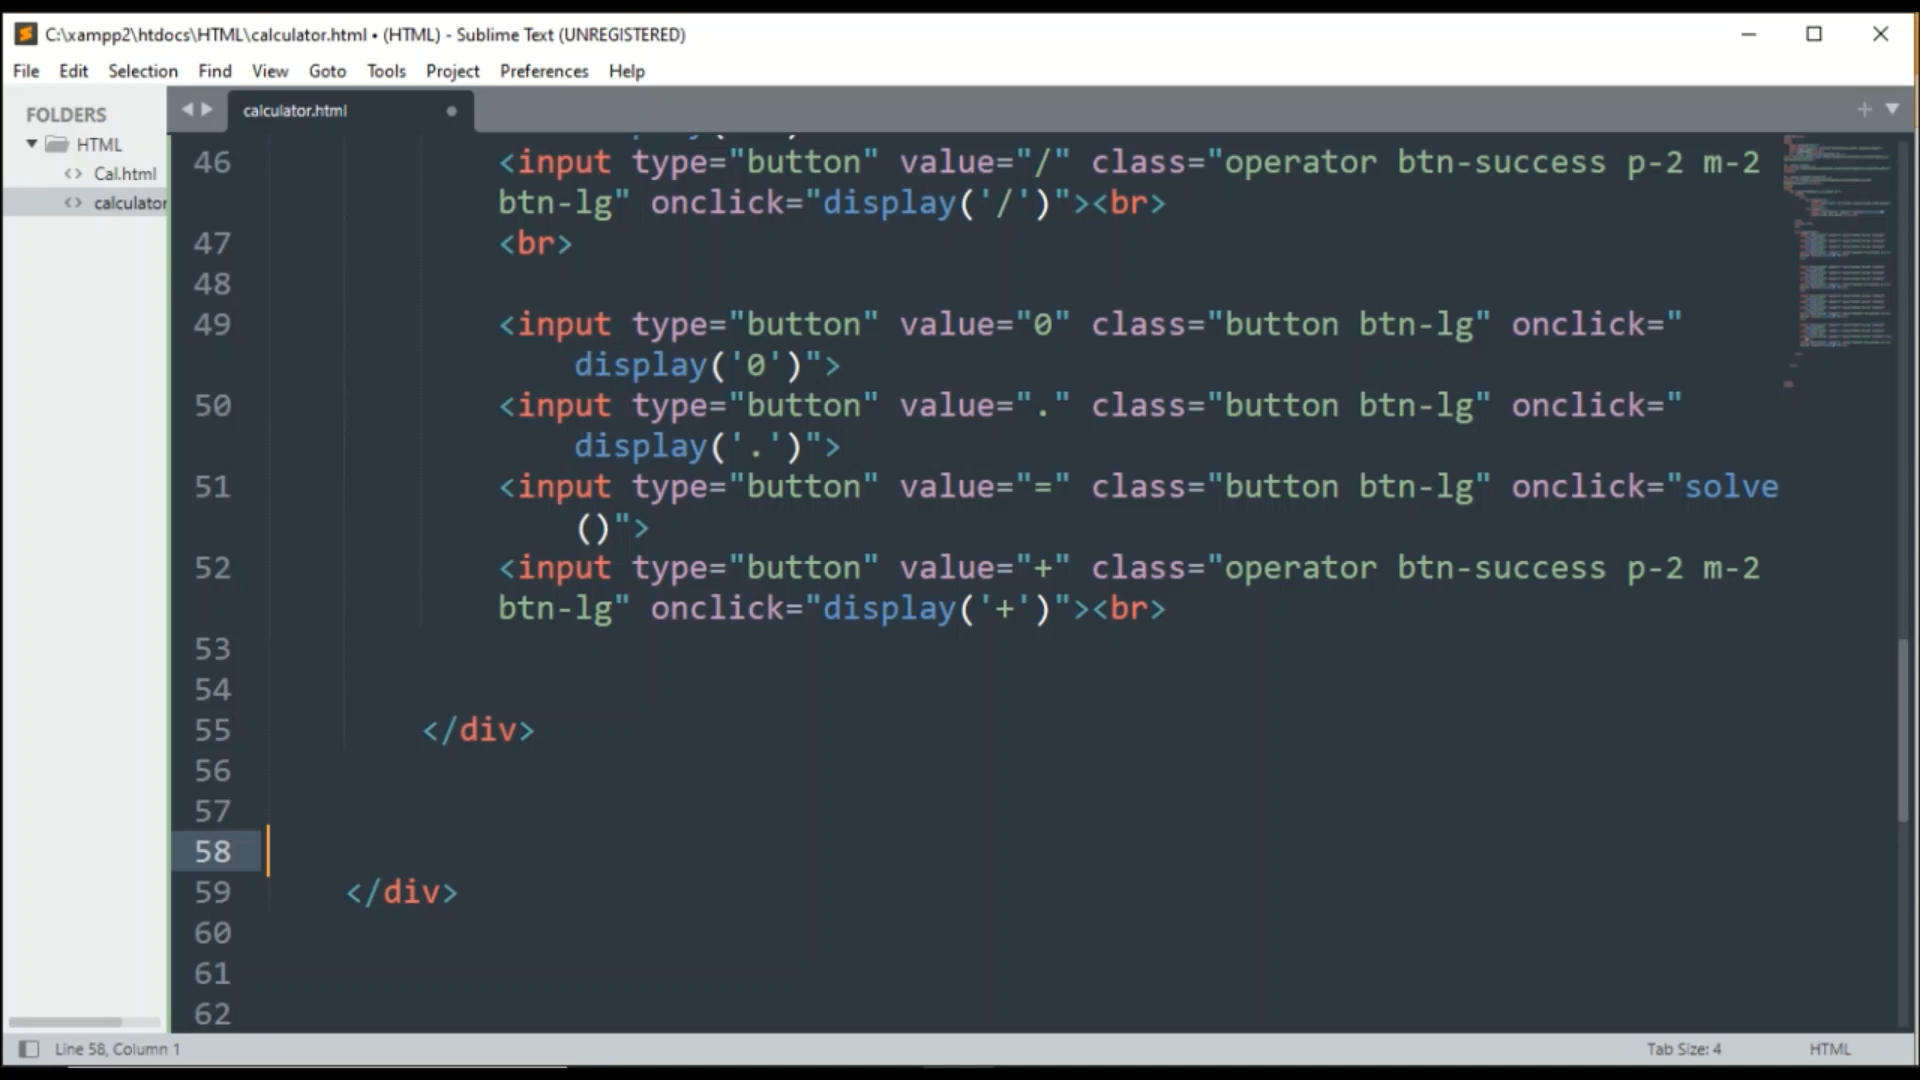 C:\xampp2\htdocs\HTML\calculator.html • (HTML) - Sublime Text (UNREGISTERED)
File Edit Selection Find View Goto Tools Project Preferences Help
FOLDERS
HTML
Cal.html
calculator
calculator.html
46 <input type="button" value="/" class="operator btn-success p-2 m-2
btn-lg" onclick="display('/')"><br>
47 <br>
48
49 <input type="button" value="0" class="button btn-lg" onclick="
display('0')">
50 <input type="button" value="." class="button btn-lg" onclick="
display('.')">
51 <input type="button" value="=" class="button btn-lg" onclick="solve
()">
52 <input type="button" value="+" class="operator btn-success p-2 m-2
btn-lg" onclick="display('+')"><br>
53
54
55 </div>
56
57
58
59 </div>
60
61
62
Line 58, Column 1
Tab Size: 4
HTML